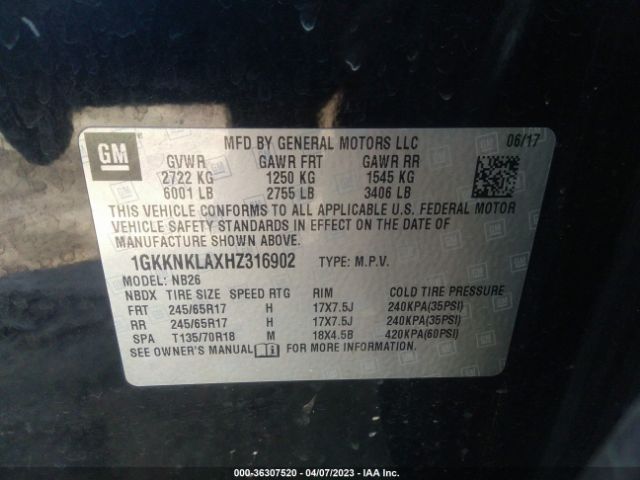 GM
MFD BY GENERAL MOTORS LLC 06/17
GVWR GAWR FRT GAWR RR
2722 KG 1250 KG 1545 KG
6001 LB 2755 LB 3406 LB
THIS VEHICLE CONFORMS TO ALL APPLICABLE U.S. FEDERAL MOTOR
VEHICLE SAFETY STANDARDS IN EFFECT ON THE DATE OF
MANUFACTURE SHOWN ABOVE.
1GKKNKLAXHZ316902 TYPE: M.P.V.
MODEL: NB26
NBDX TIRE SIZE SPEED RTG RIM COLD TIRE PRESSURE
FRT 245/65R17 H 17X7.5J 240KPA(35PSI)
RR 245/65R17 H 17X7.5J 240KPA(35PSI)
SPA T135/70R18 M 18X4.5B 420KPA(60PSI)
SEE OWNER'S MANUAL FOR MORE INFORMATION.
000-36307520 - 04/07/2023 - IAA Inc.